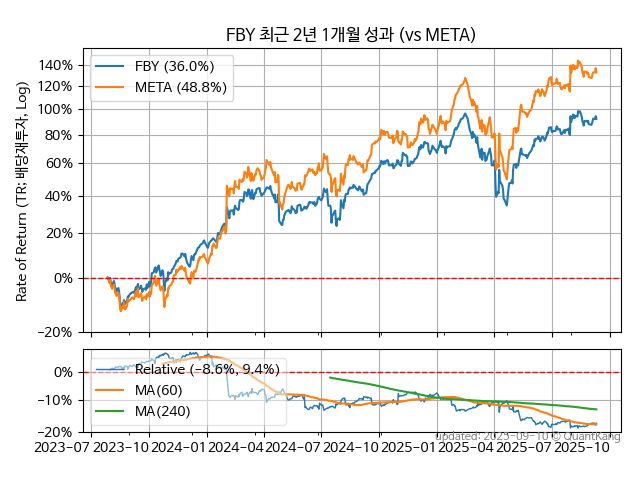 FBY 최근 2년 1개월 성과 (vs META)
FBY (36.0%)
META (48.8%)
Rate of Return (TR: 배당재투자, Log)
140%
120%
100%
80%
60%
40%
20%
0%
−20%
Relative (−8.6%, 9.4%)
MA(60)
MA(240)
0%
−10%
−20%
2023-07 2023-10 2024-01 2024-04 2024-07 2024-10 2025-01 2025-04 2025-07 2025-10
updated: 2025-09-10 © QuantKang